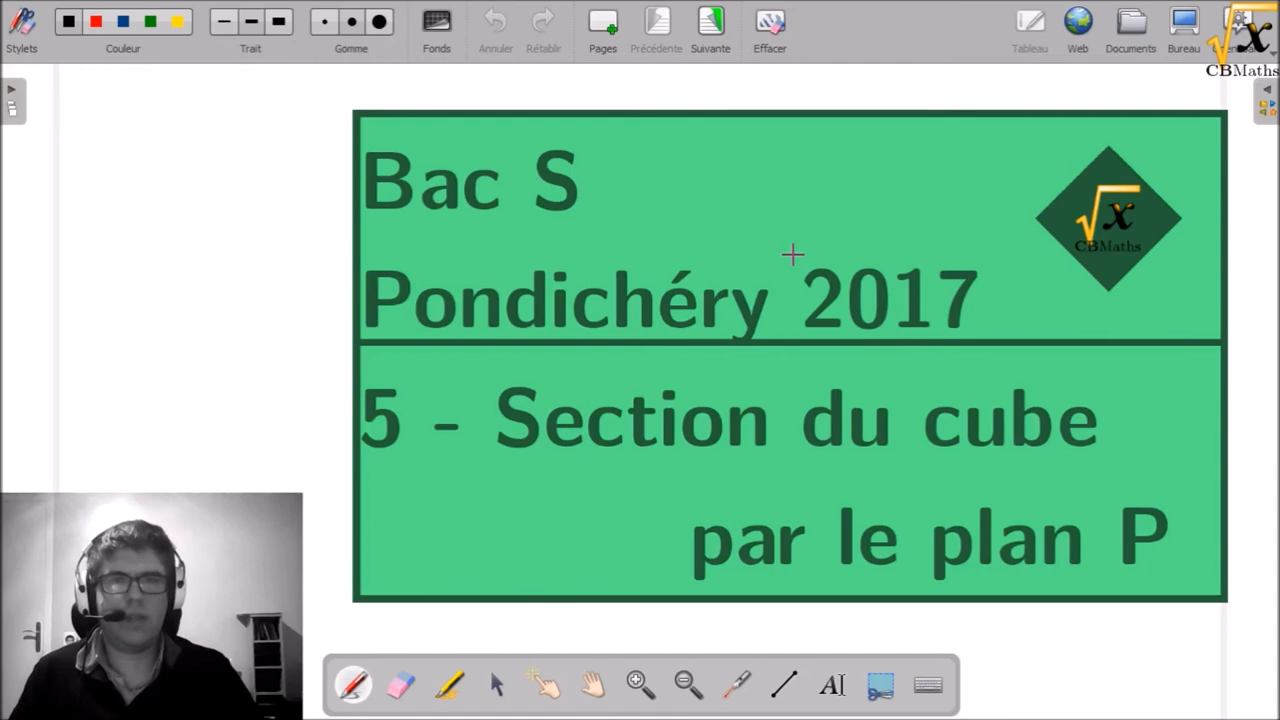 Stylets
Couleur
Trait
Gomme
Fonds
Annuler
Rétablir
Pages
Précédente
Suivante
Effacer
Tableau
Web
Documents
Bureau
√x
CBMaths
Bac S
Pondichéry 2017
√x
CBMaths
5 - Section du cube
par le plan P
AI